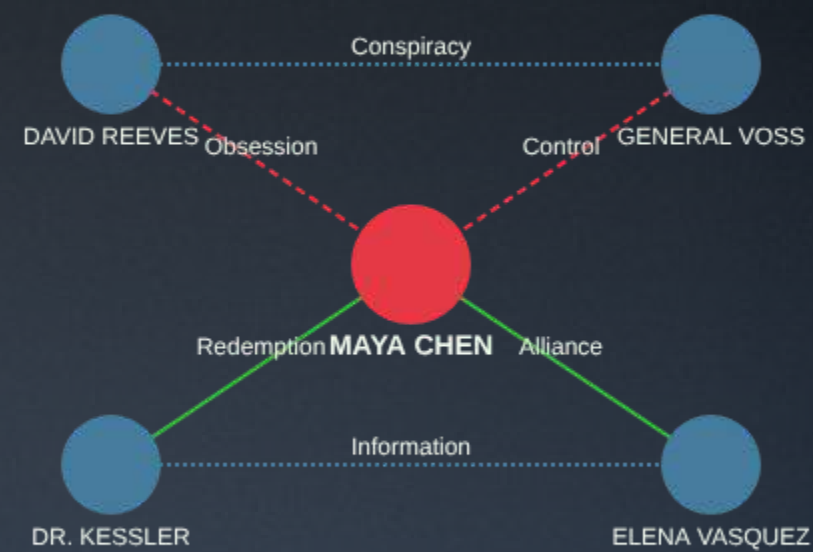 Conspiracy
DAVID REEVES
GENERAL VOSS
Obsession
Control
Redemption
MAYA CHEN
Alliance
Information
DR. KESSLER
ELENA VASQUEZ